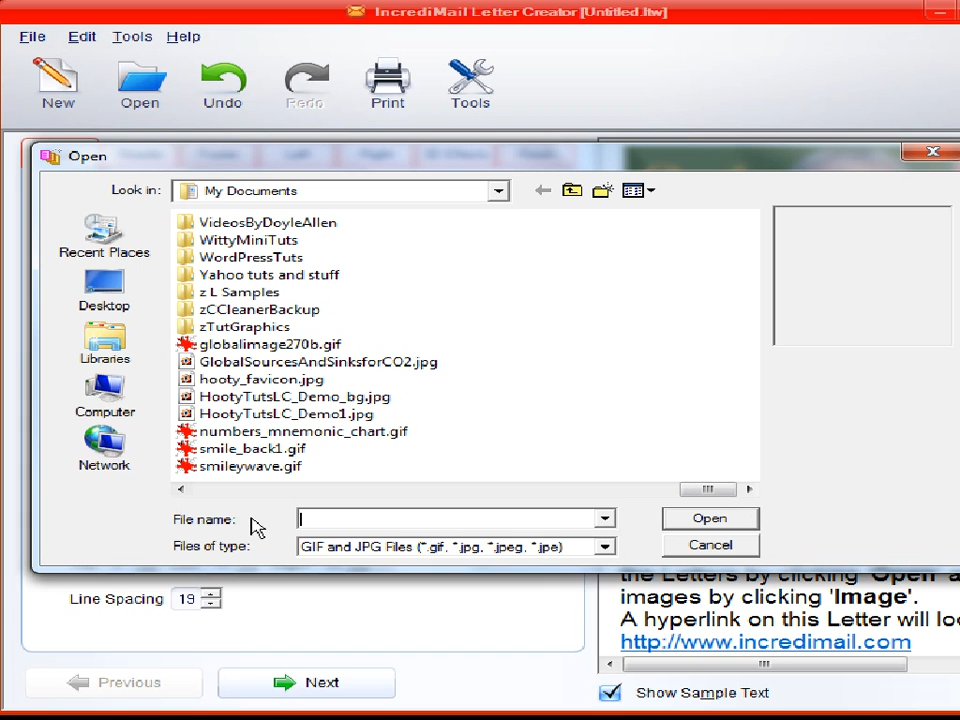 IncrediMail Letter Creator [Untitled.ltw]
File Edit Tools Help
New Open Undo Redo Print Tools
Open
Look in: My Documents
Recent Places
Desktop
Libraries
Computer
Network
VideosByDoyleAllen
WittyMiniTuts
WordPressTuts
Yahoo tuts and stuff
z L Samples
zCCleanerBackup
zTutGraphics
globalimage270b.gif
GlobalSourcesAndSinksforCO2.jpg
hooty_favicon.jpg
HootyTutsLC_Demo_bg.jpg
HootyTutsLC_Demo1.jpg
numbers_mnemonic_chart.gif
smile_back1.gif
smileywave.gif
File name: Open
Files of type: GIF and JPG Files (*.gif, *.jpg, *.jpeg, *.jpe) Cancel
Line Spacing 19
the Letters by clicking 'Open'
images by clicking 'Image'.
A hyperlink on this Letter will
http://www.incredimail.com
Previous Next
Show Sample Text